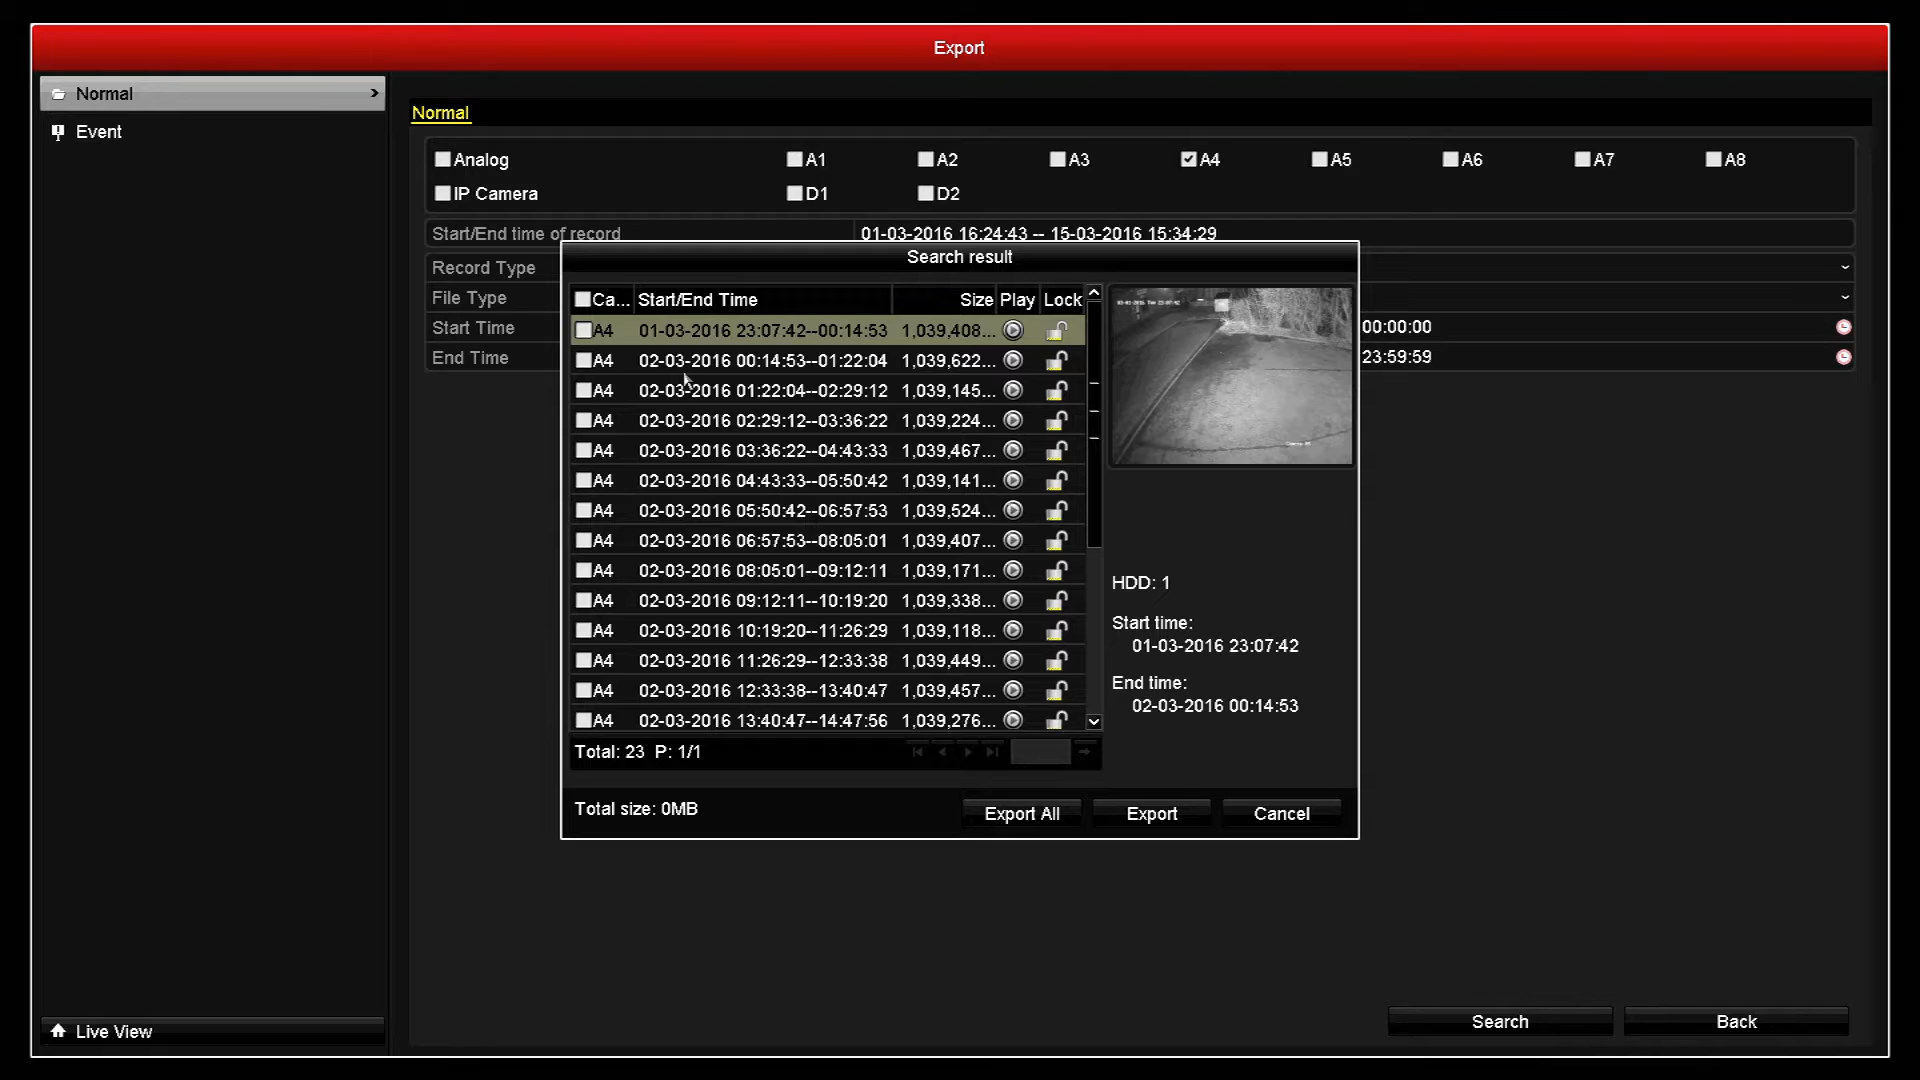 Export
Normal
Event
Normal
Analog A1 A2 A3 A4 A5 A6 A7 A8
IP Camera D1 D2
Start/End time of record 01-03-2016 16:24:43 -- 15-03-2016 15:34:29
Record Type
File Type
Start Time 00:00:00
End Time 23:59:59
Search result
Ca... Start/End Time Size Play Lock
A4 01-03-2016 23:07:42--00:14:53 1,039,408...
A4 02-03-2016 00:14:53--01:22:04 1,039,622...
A4 02-03-2016 01:22:04--02:29:12 1,039,145...
A4 02-03-2016 02:29:12--03:36:22 1,039,224...
A4 02-03-2016 03:36:22--04:43:33 1,039,467...
A4 02-03-2016 04:43:33--05:50:42 1,039,141...
A4 02-03-2016 05:50:42--06:57:53 1,039,524...
A4 02-03-2016 06:57:53--08:05:01 1,039,407...
A4 02-03-2016 08:05:01--09:12:11 1,039,171...
A4 02-03-2016 09:12:11--10:19:20 1,039,338...
A4 02-03-2016 10:19:20--11:26:29 1,039,118...
A4 02-03-2016 11:26:29--12:33:38 1,039,449...
A4 02-03-2016 12:33:38--13:40:47 1,039,457...
A4 02-03-2016 13:40:47--14:47:56 1,039,276...
Total: 23 P: 1/1
HDD: 1
Start time:
01-03-2016 23:07:42
End time:
02-03-2016 00:14:53
Total size: 0MB
Export All Export Cancel
Search Back
Live View